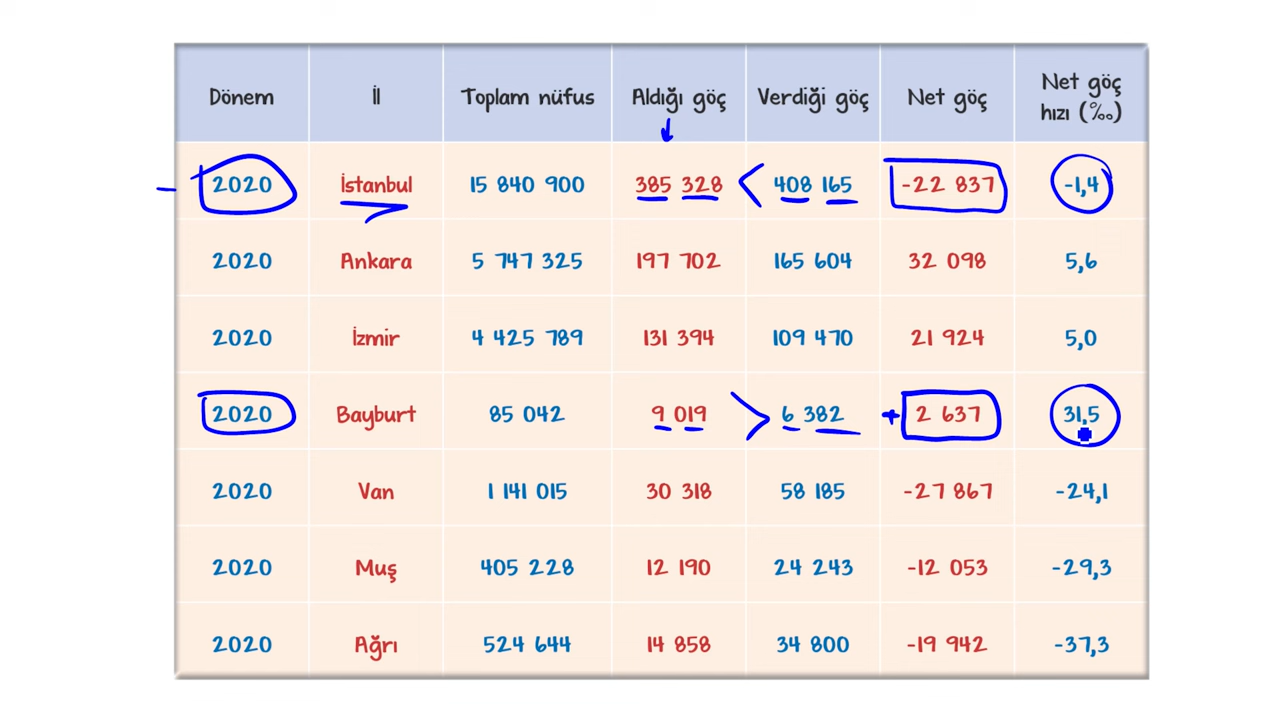 Dönem İl Toplam nüfus Aldığı göç Verdiği göç Net göç Net göç hızı (‰)
2020 İstanbul 15 840 900 385 328 < 408 165 -22 837 -1,4
2020 Ankara 5 747 325 197 702 165 604 32 098 5,6
2020 İzmir 4 425 789 131 394 109 470 21 924 5,0
2020 Bayburt 85 042 9 019 > 6 382 + 2 637 31,5
2020 Van 1 141 015 30 318 58 185 -27 867 -24,1
2020 Muş 405 228 12 190 24 243 -12 053 -29,3
2020 Ağrı 524 644 14 858 34 800 -19 942 -37,3